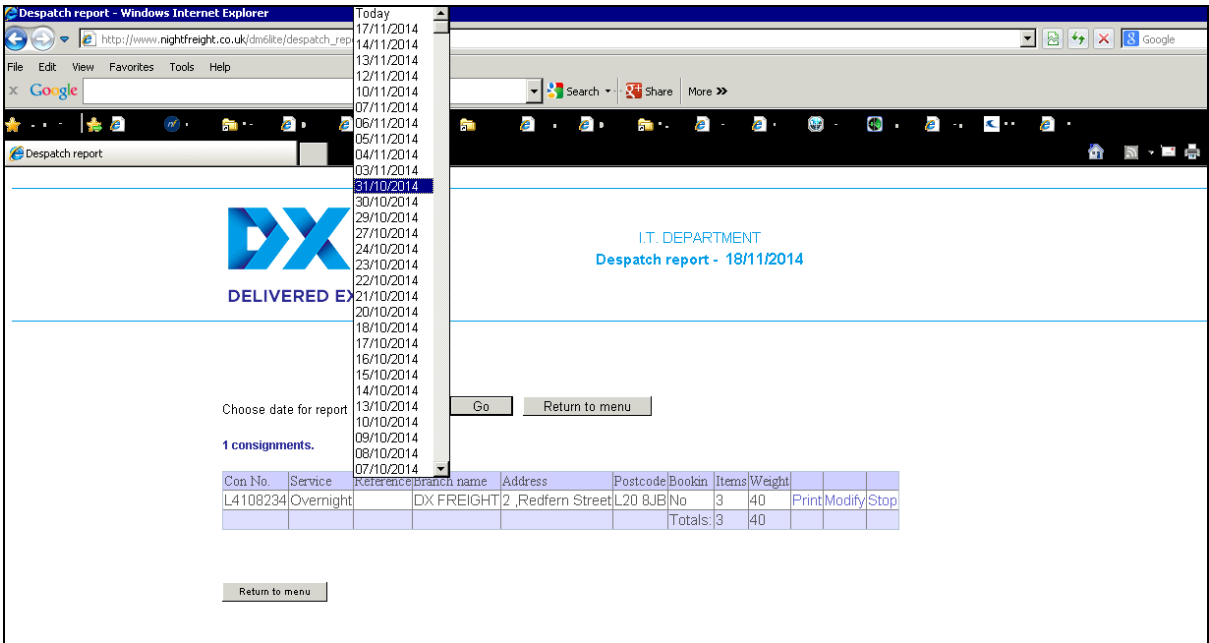 Despatch report - Windows Internet Explorer
http://www.nightfreight.co.uk/dm6lite/despatch_rep
Google
File Edit View Favorites Tools Help
x Google
Search
Share
More »
Despatch report
Today
17/11/2014
14/11/2014
13/11/2014
12/11/2014
10/11/2014
07/11/2014
06/11/2014
05/11/2014
04/11/2014
03/11/2014
31/10/2014
30/10/2014
29/10/2014
27/10/2014
24/10/2014
23/10/2014
22/10/2014
21/10/2014
20/10/2014
18/10/2014
17/10/2014
16/10/2014
15/10/2014
14/10/2014
13/10/2014
10/10/2014
09/10/2014
08/10/2014
07/10/2014
DX
DELIVERED EX
I.T. DEPARTMENT
Despatch report - 18/11/2014
Choose date for report Go Return to menu
1 consignments.
Con No. Service Reference Branch name Address Postcode Bookin Items Weight
L4108234 Overnight DX FREIGHT 2 ,Redfern Street L20 8JB No 3 40 Print Modify Stop
Totals: 3 40
Return to menu